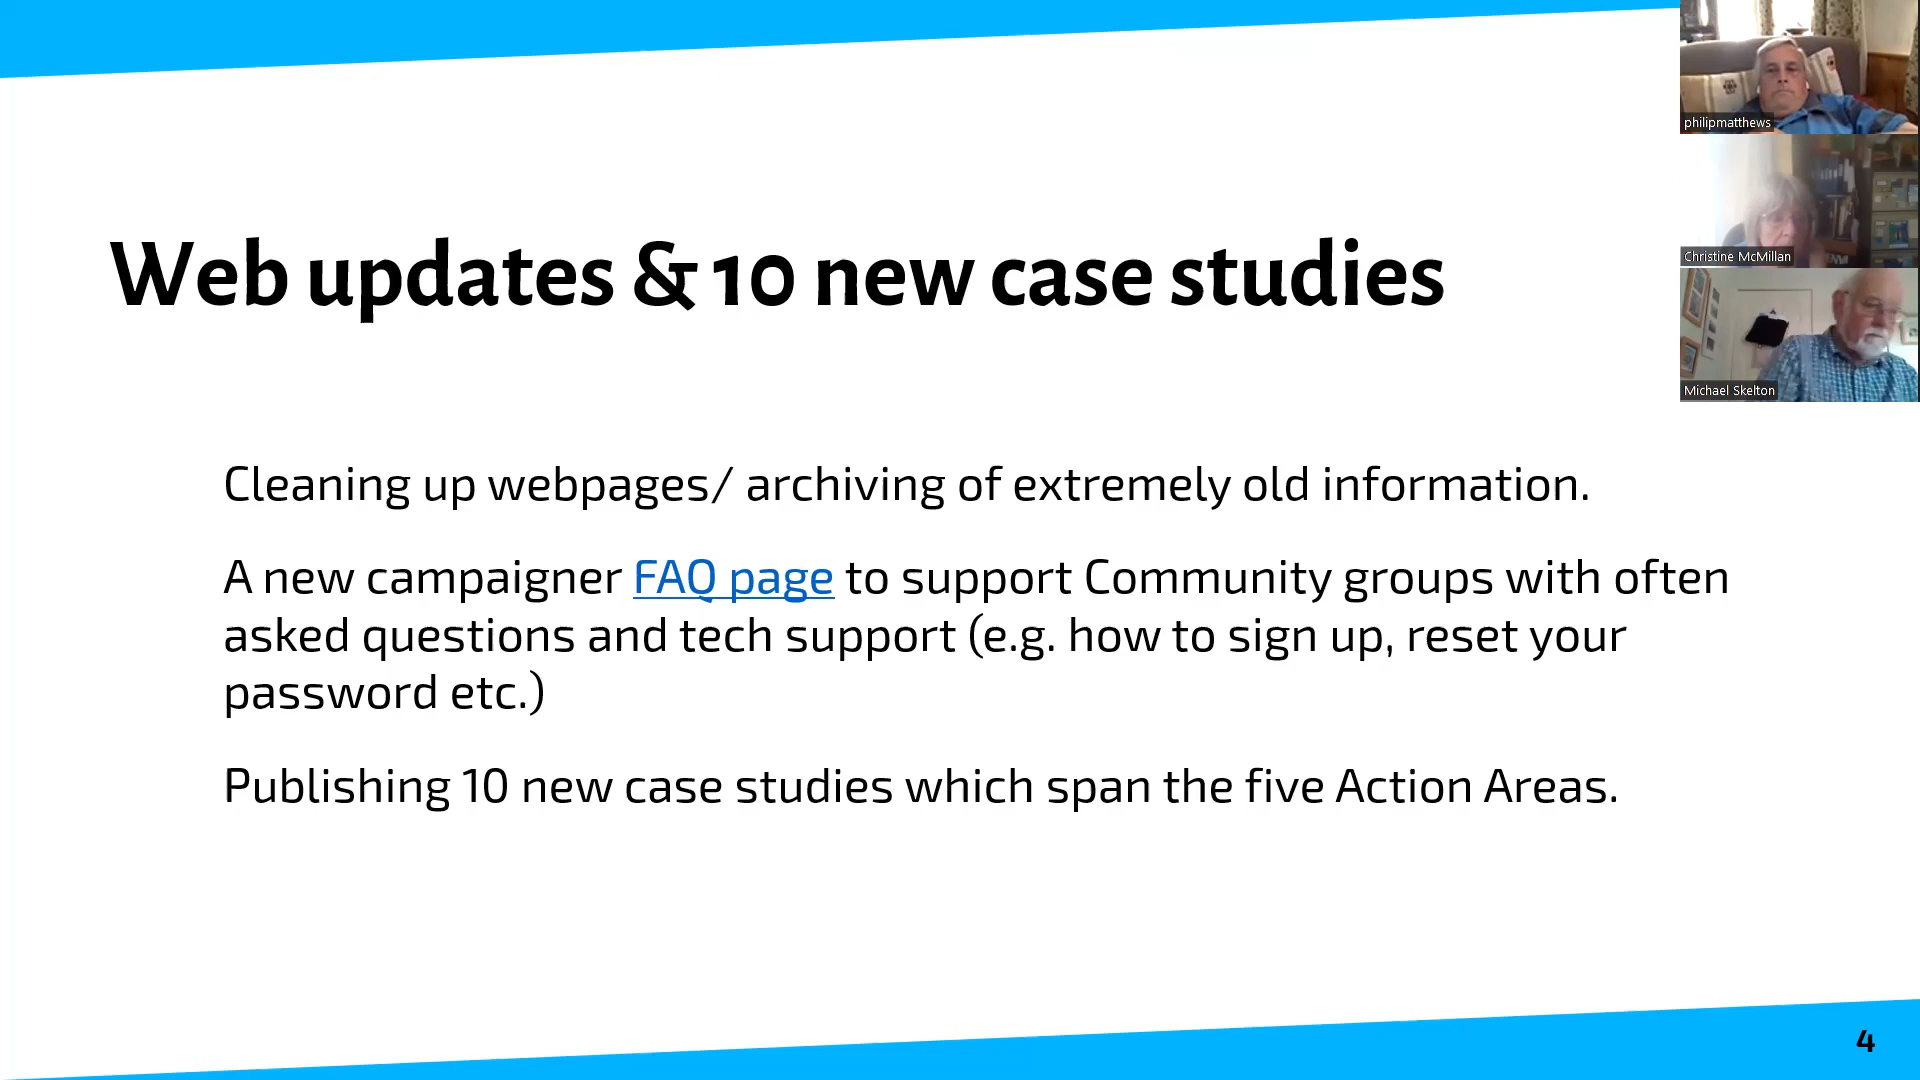 Web updates & 10 new case studies
Cleaning up webpages/ archiving of extremely old information.
A new campaigner FAQ page to support Community groups with often
asked questions and tech support (e.g. how to sign up, reset your
password etc.)
Publishing 10 new case studies which span the five Action Areas.
4
philipmatthews
Christine McMillan
Michael Skelton